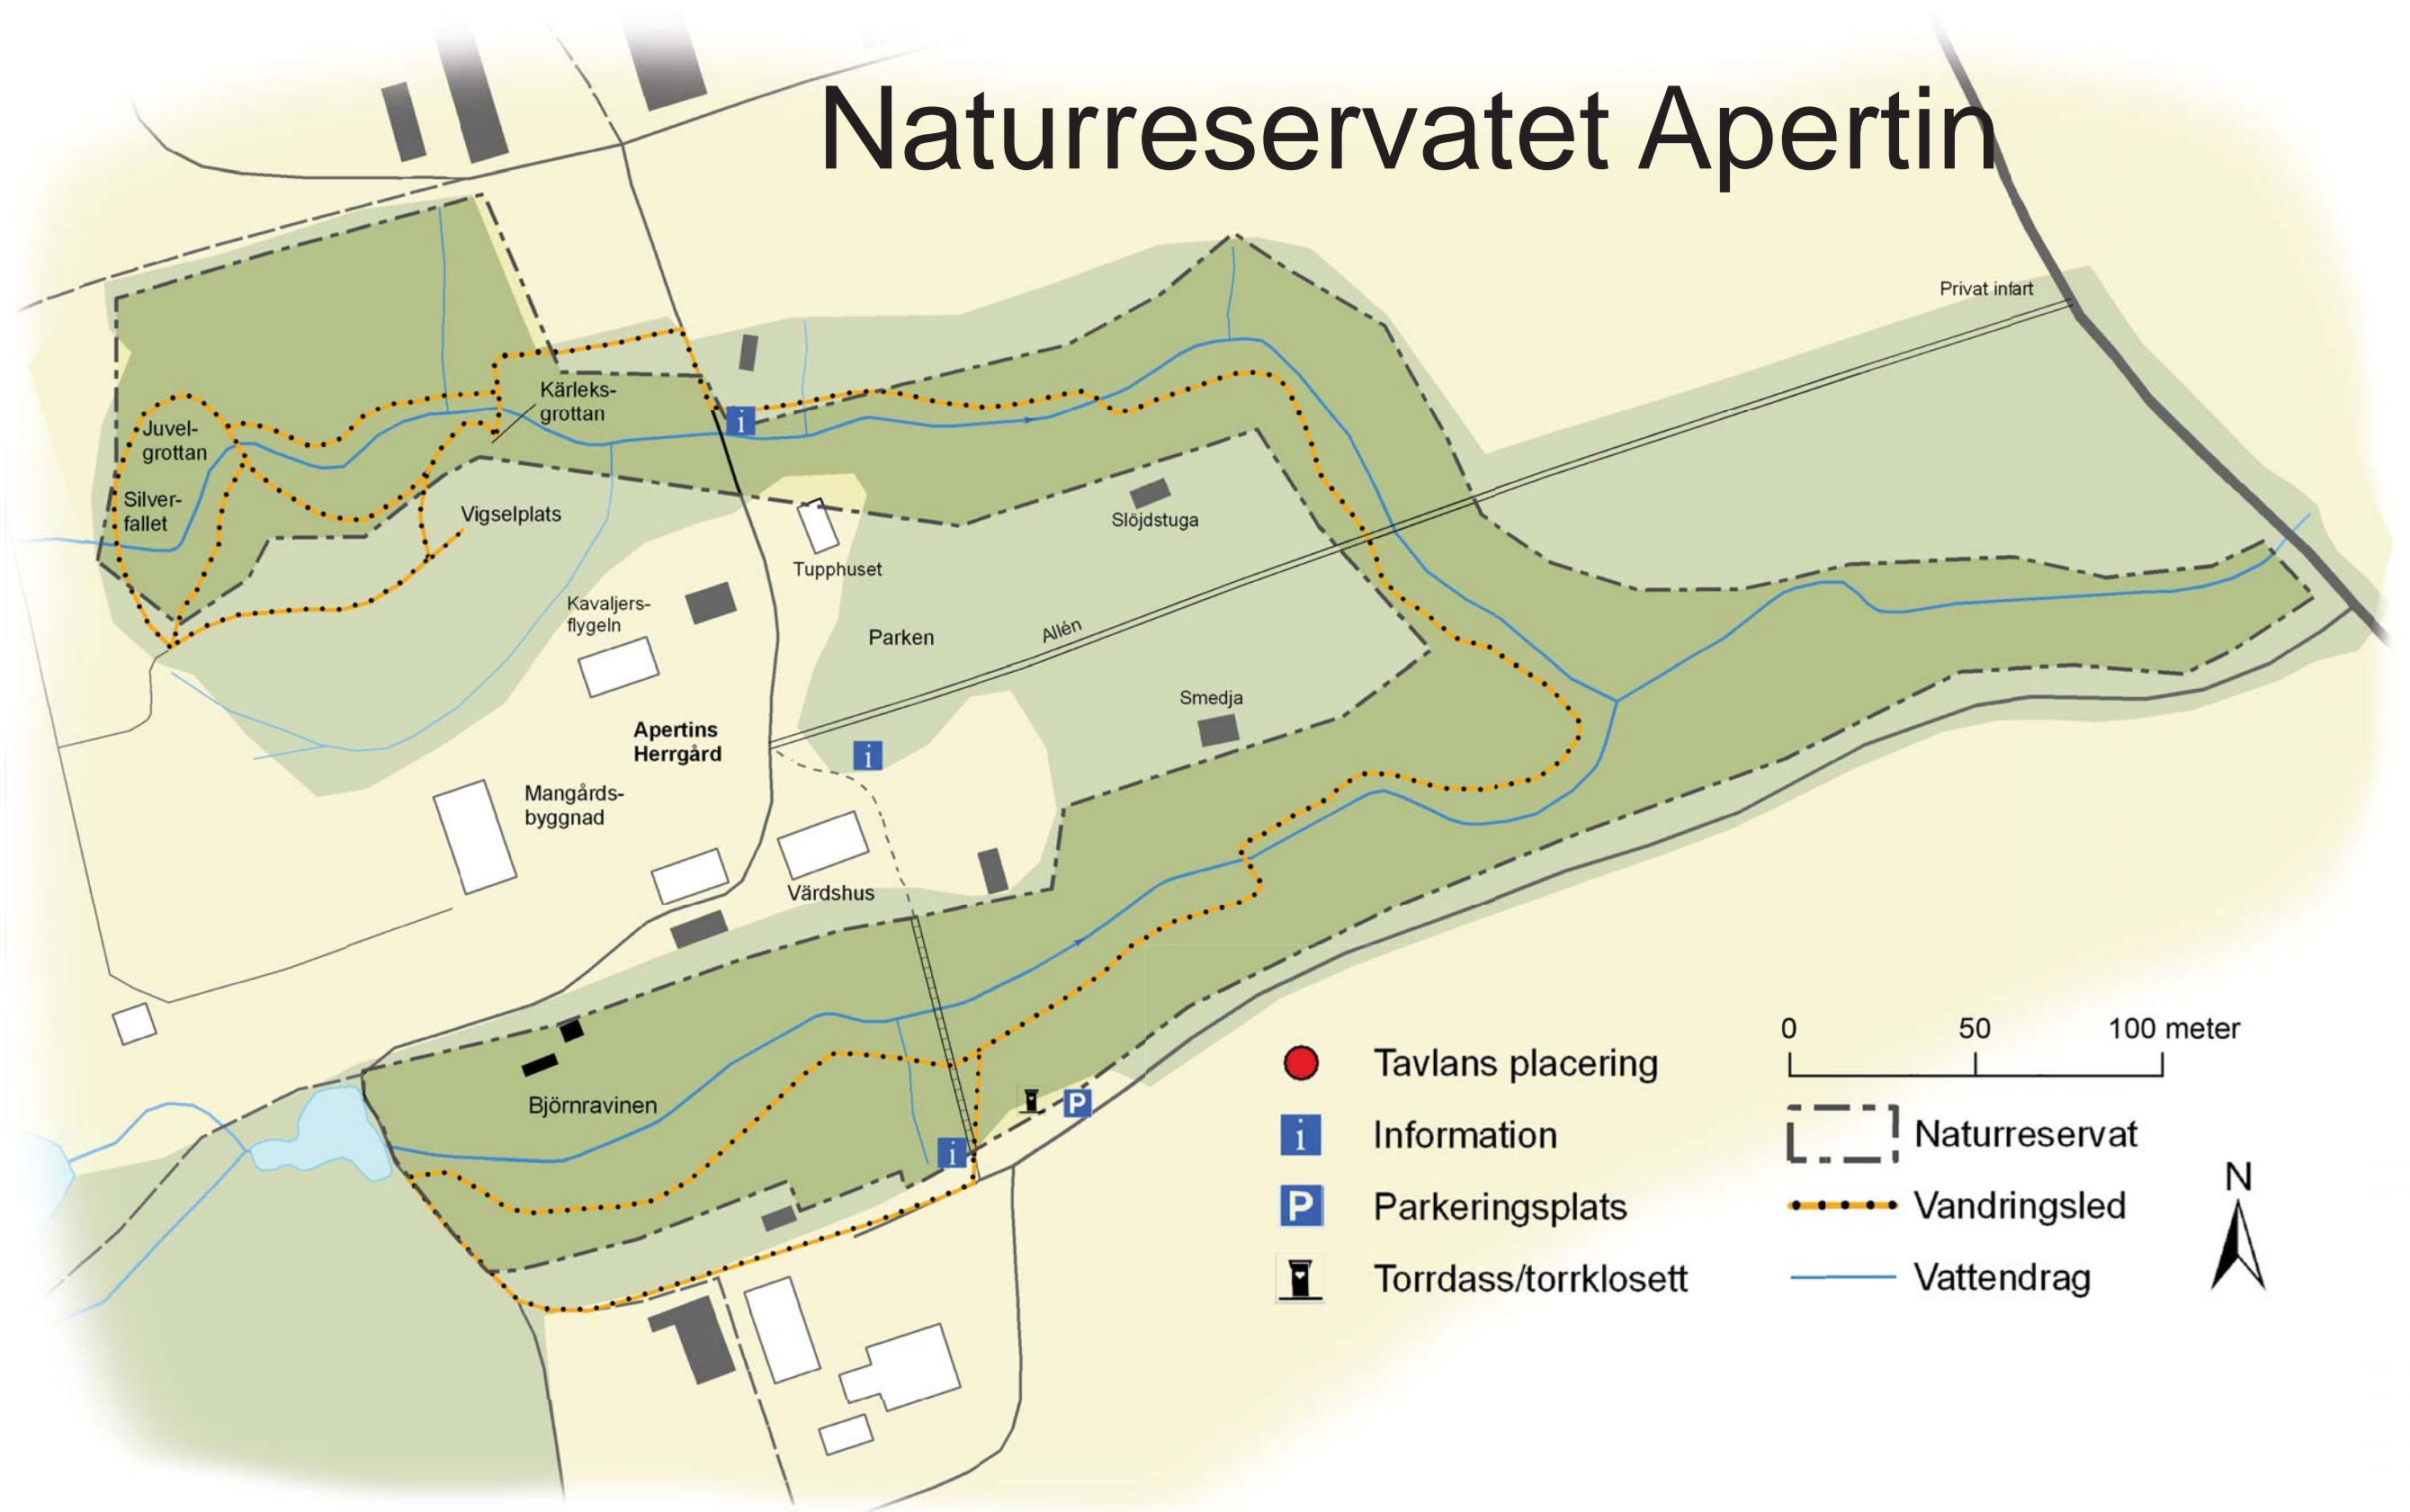 Naturreservatet Apertin
Privat infart
Kärleks-
grottan
Juvel-
grottan
Silver-
fallet
Vigselplats
Slöjdstuga
Tupphuset
Kavaljers-
flygeln
Parken
Allén
Smedja
Apertins
Herrgård
Mangårds-
byggnad
Värdshus
Björnravinen
i
i
i
P
Tavlans placering
i Information
P Parkeringsplats
Torrdass/torrklosett
0 50 100 meter
Naturreservat
Vandringsled
Vattendrag
N